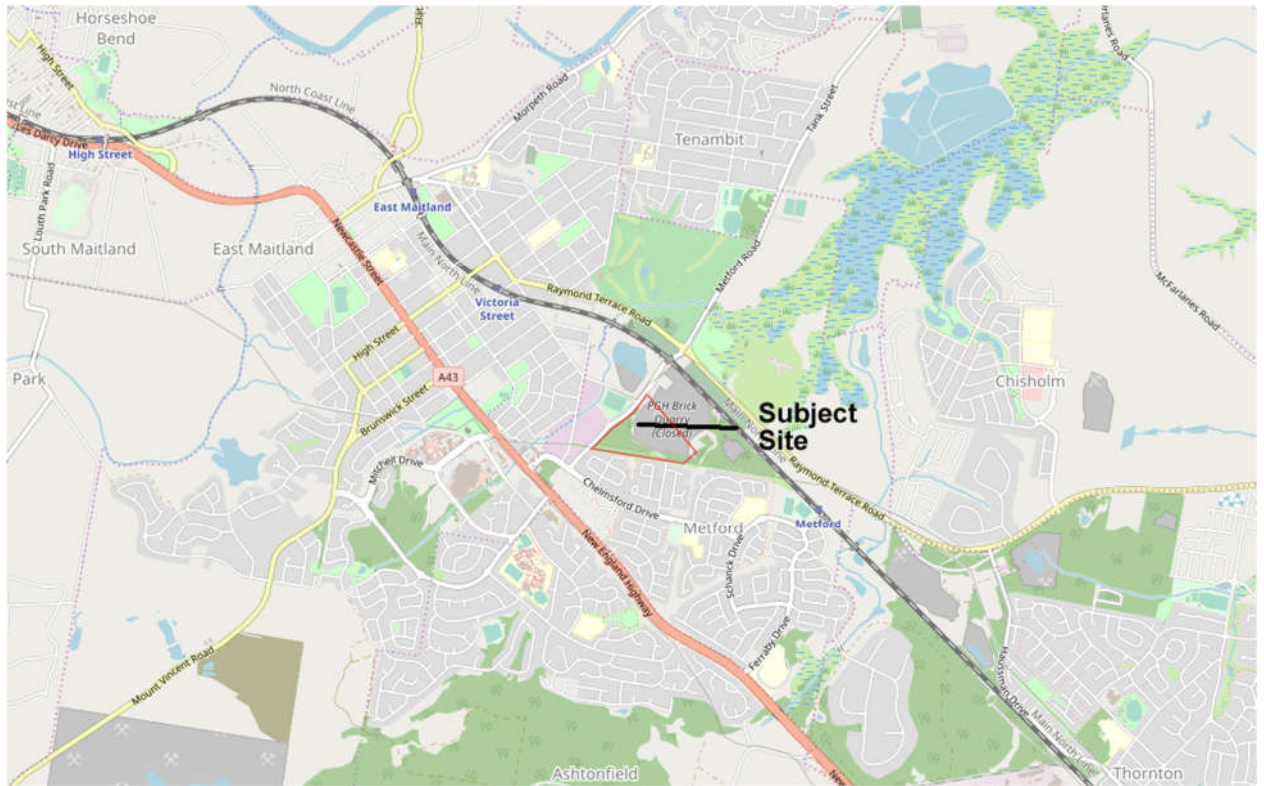 Horseshoe
Bend
High Street
North Coast Line
Les Darcy Drive
High Street
Louth Park Road
South Maitland
East Maitland
East Maitland
Morpeth Road
Tenambit
Tank Street
McFarlanes Road
Newcastle Street
Main North Line
Victoria
Street
Raymond Terrace Road
Metford Road
High Street
A43
Brunswick Street
Park
Mitchell Drive
PGH Brick
Quarry
(Closed)
Subject
Site
Main North Line
Chisholm
Raymond Terrace Road
Chelmsford Drive
Metford
Metford
Schanck Drive
New England Highway
Ferraby Drive
Mount Vincent Road
Haussman Drive
Main North Line
Ashtonfield
Thornton